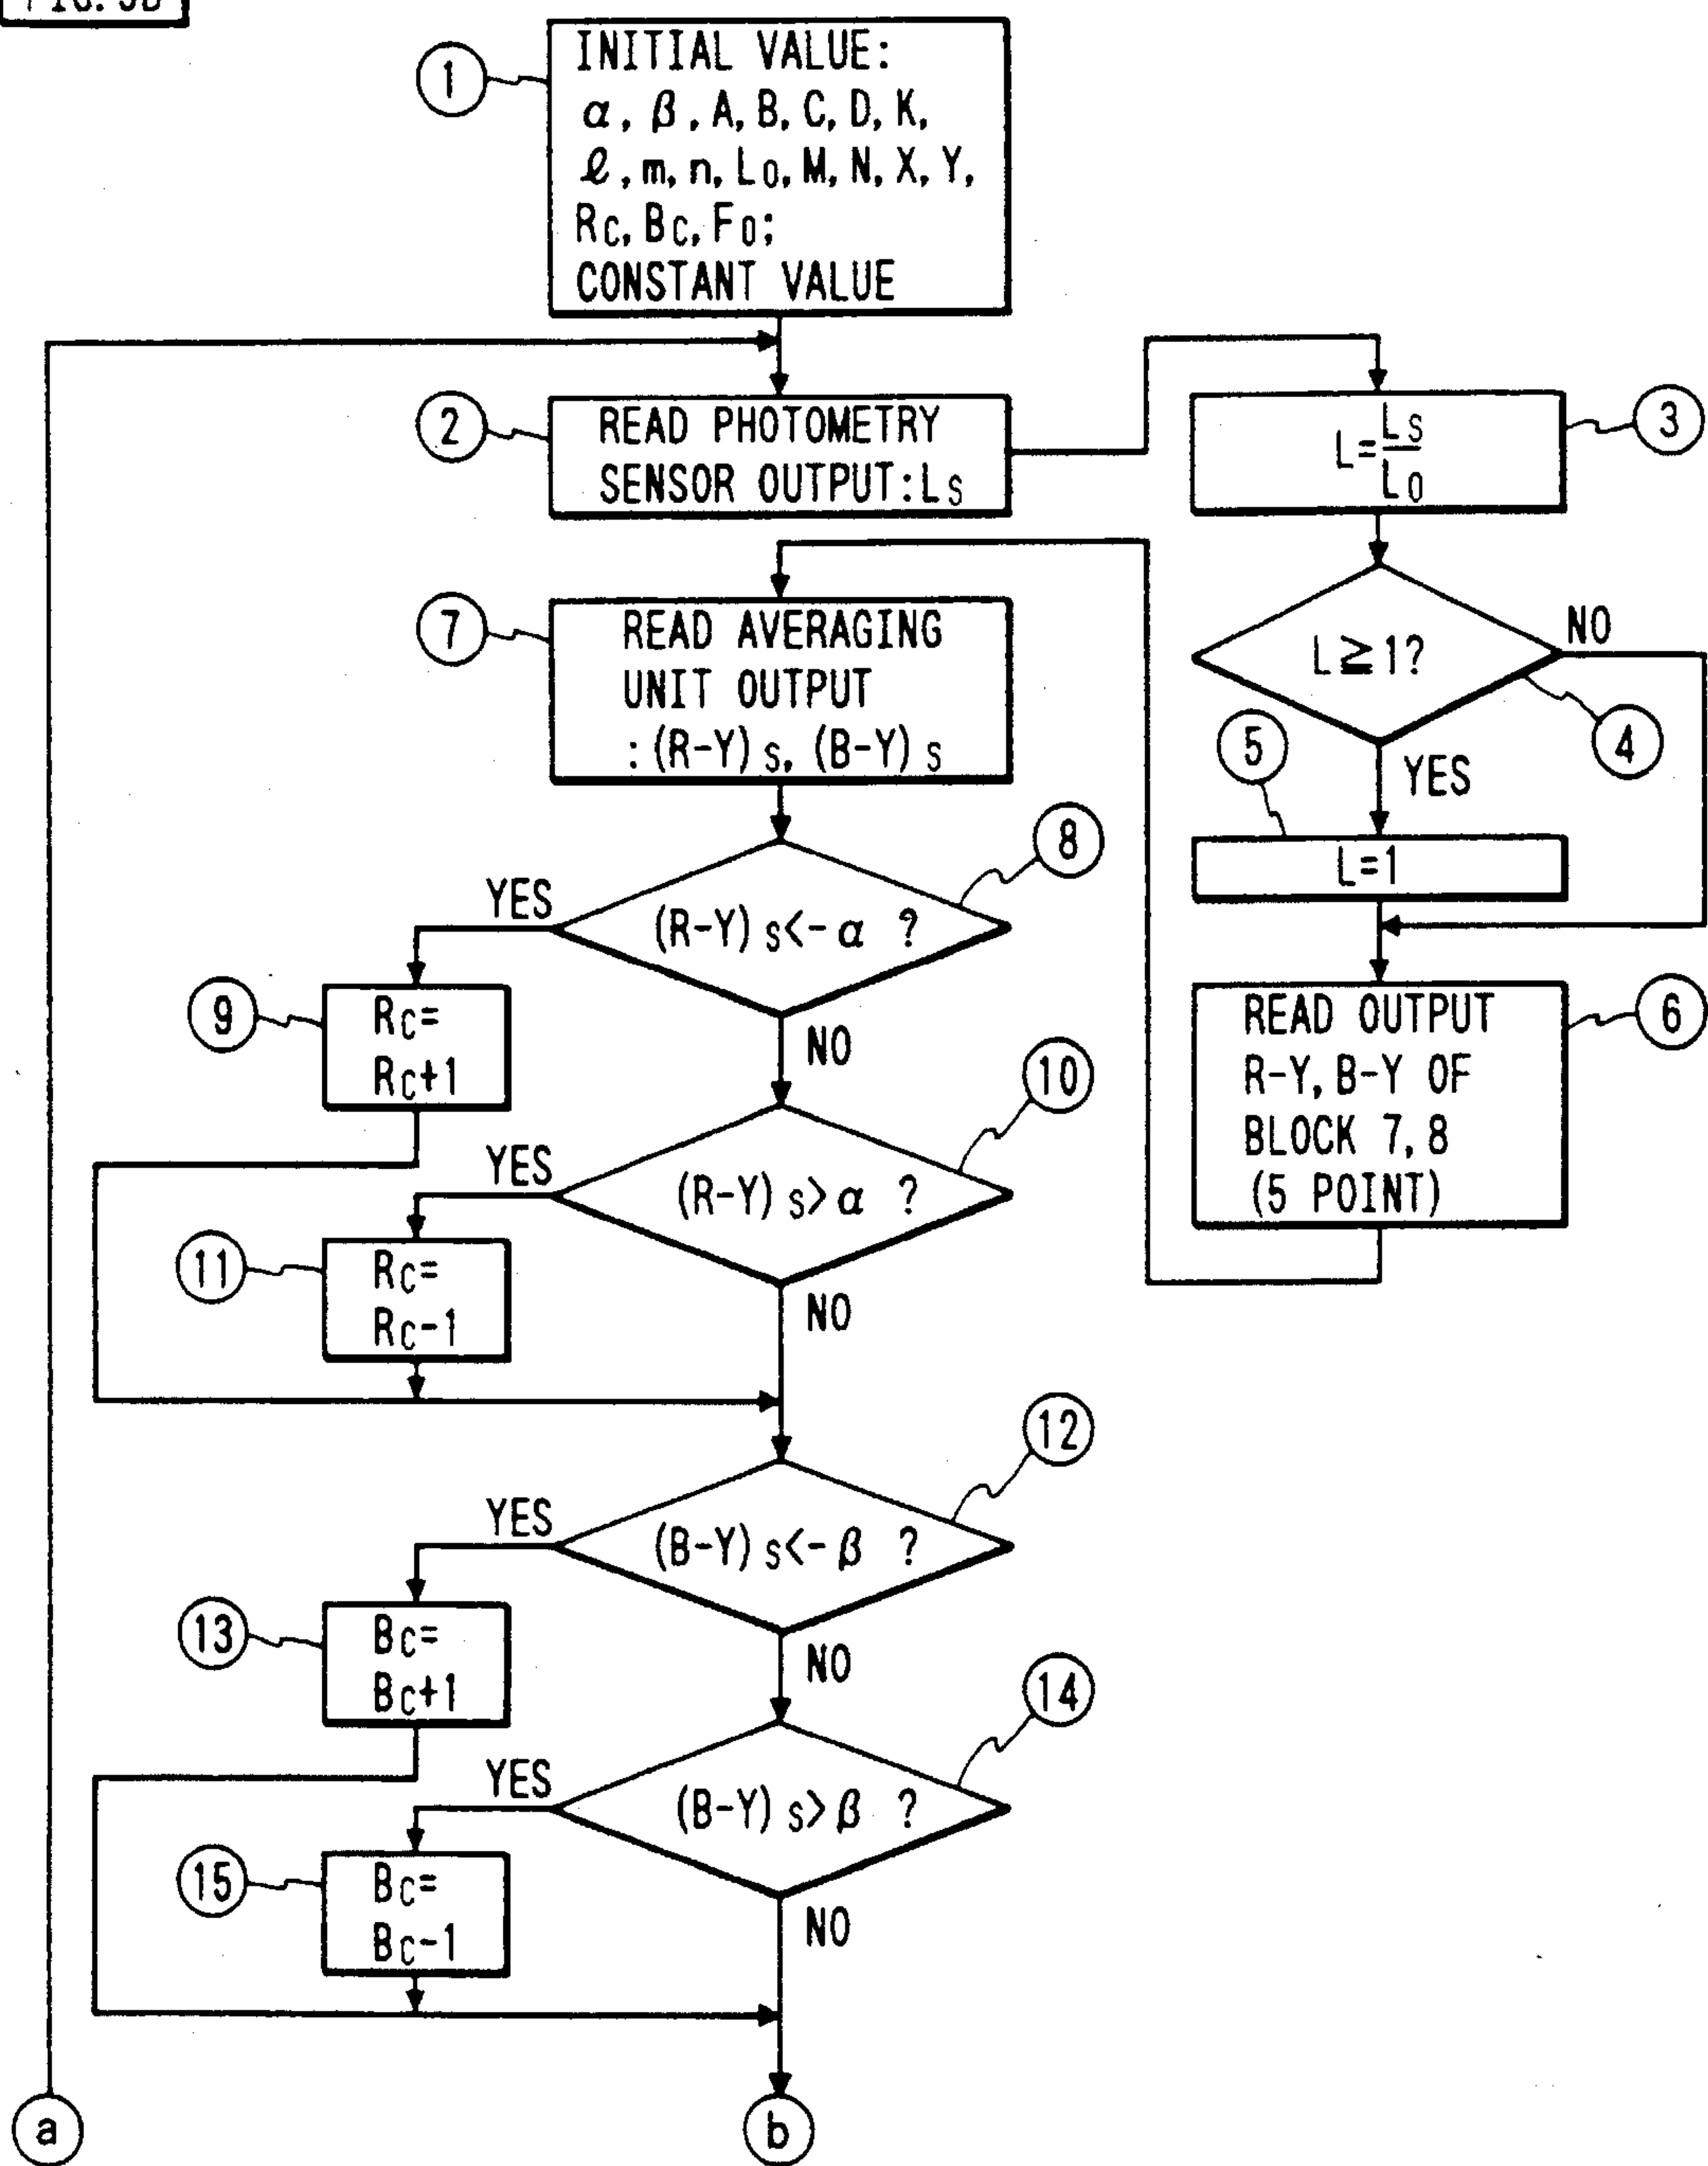 1
INITIAL VALUE:
α, β, A, B, C, D, K,
ℓ, m, n, L0, M, N, X, Y,
RC, BC, F0;
CONSTANT VALUE
2
READ PHOTOMETRY
SENSOR OUTPUT: LS
3
L=LS/L0
L≧1?
NO
4
YES
5
L=1
6
READ OUTPUT
R-Y, B-Y OF
BLOCK 7, 8
(5 POINT)
7
READ AVERAGING
UNIT OUTPUT
: (R-Y) S, (B-Y) S
8
YES
(R-Y) S<-α ?
NO
9
RC=
RC+1
10
YES
(R-Y) S>α ?
NO
11
RC=
RC-1
12
YES
(B-Y) S<-β ?
NO
13
BC=
BC+1
14
YES
(B-Y) S>β ?
NO
15
BC=
BC-1
a
b